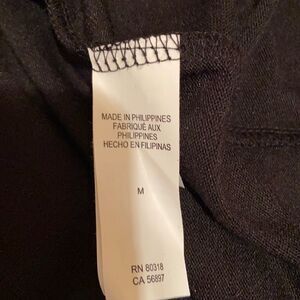 MADE IN PHILIPPINES
FABRIQUÉ AUX
PHILIPPINES
HECHO EN FILIPINAS
M
RN 80318
CA 56897